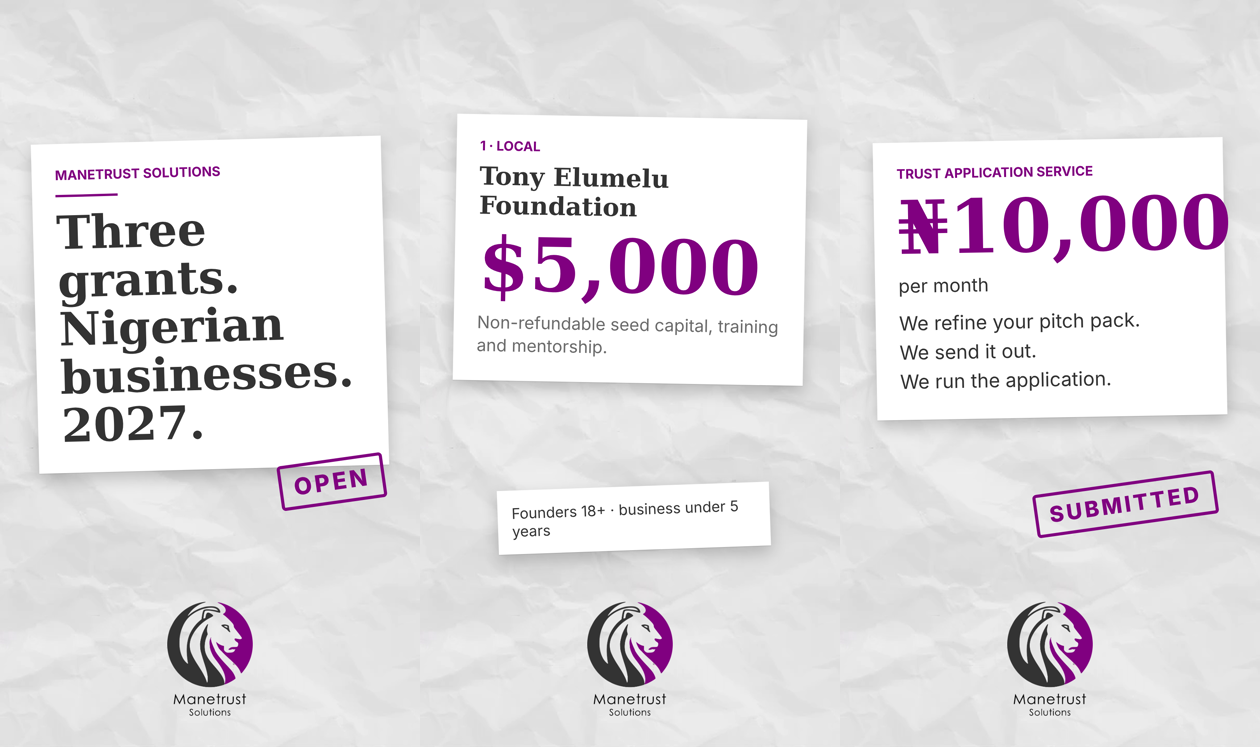 MANETRUST SOLUTIONS
Three
grants.
Nigerian
businesses.
2027.
OPEN
Manetrust
Solutions
1 · LOCAL
Tony Elumelu
Foundation
$5,000
Non-refundable seed capital, training
and mentorship.
Founders 18+ · business under 5
years
Manetrust
Solutions
TRUST APPLICATION SERVICE
₦10,000
per month
We refine your pitch pack.
We send it out.
We run the application.
SUBMITTED
Manetrust
Solutions